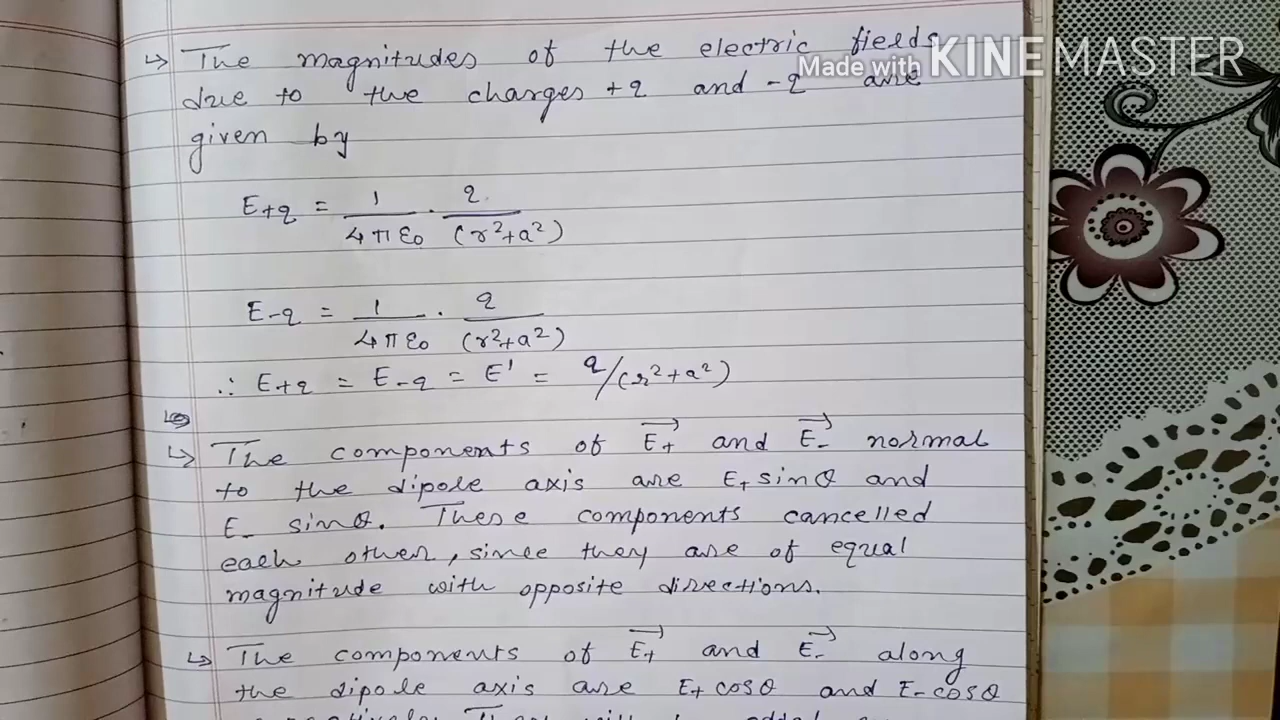 Made with KINEMASTER
↳ The magnitudes of the electric fields
due to the charges +q and -q are
given by
E+q = 1/4πε₀ · q/(r²+a²)
E-q = 1/4πε₀ · q/(r²+a²)
∴ E+q = E-q = E' = q/(r²+a²)
↳ The components of E₊→ and E₋→ normal
to the dipole axis are E₊ sinθ and
E₋ sinθ. These components cancelled
each other, since they are of equal
magnitude with opposite directions.
↳ The components of E₊→ and E₋→ along
the dipole axis are E₊ cosθ and E₋ cosθ